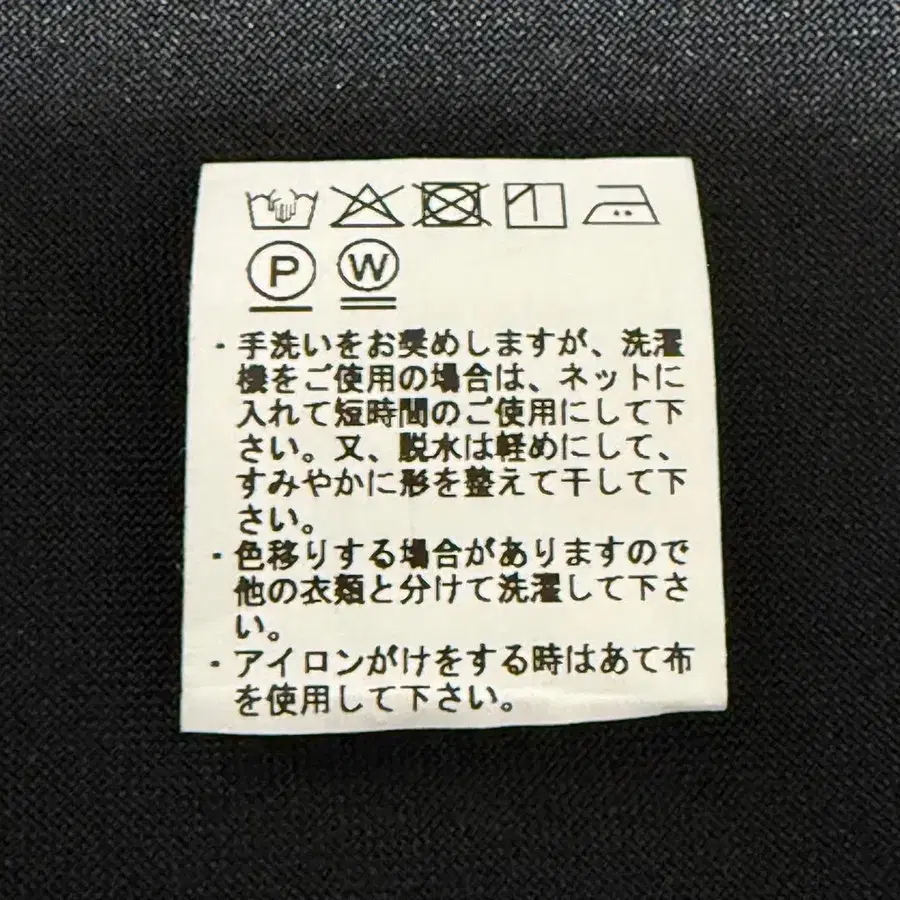 P W
・手洗いをお奨めしますが、洗濯
機をご使用の場合は、ネットに
入れて短時間のご使用にして下
さい。又、脱水は軽めにして、
すみやかに形を整えて干して下
さい。
・色移りする場合がありますので
他の衣類と分けて洗濯して下さ
い。
・アイロンがけをする時はあて布
を使用して下さい。